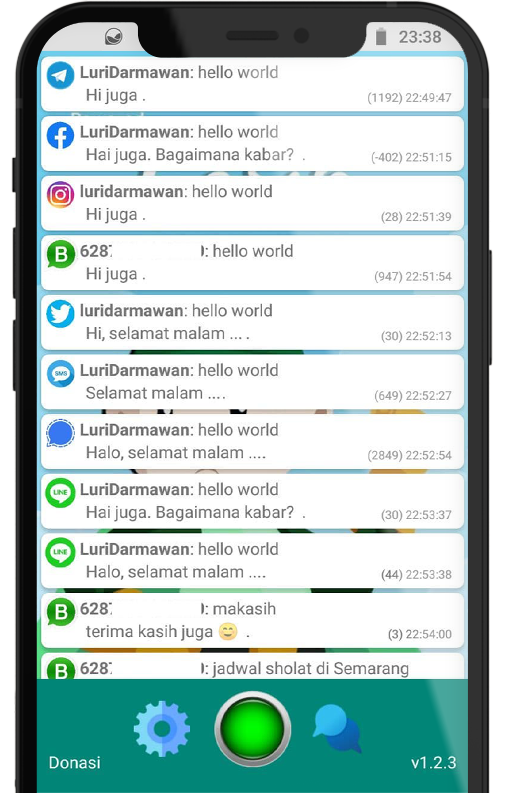 23:38
LuriDarmawan: hello world
Hi juga .
(1192) 22:49:47
LuriDarmawan: hello world
Hai juga. Bagaimana kabar? .
(-402) 22:51:15
luridarmawan: hello world
Hi juga .
(28) 22:51:39
B 628 : hello world
Hi juga .
(947) 22:51:54
luridarmawan: hello world
Hi, selamat malam ... .
(30) 22:52:13
SMS LuriDarmawan: hello world
Selamat malam ....
(649) 22:52:27
LuriDarmawan: hello world
Halo, selamat malam ....
(2849) 22:52:54
LINE LuriDarmawan: hello world
Hai juga. Bagaimana kabar? .
(30) 22:53:37
LINE LuriDarmawan: hello world
Halo, selamat malam ....
(44) 22:53:38
B 628 : makasih
terima kasih juga 😄 .
(3) 22:54:00
B 628 : jadwal sholat di Semarang
Donasi
v1.2.3